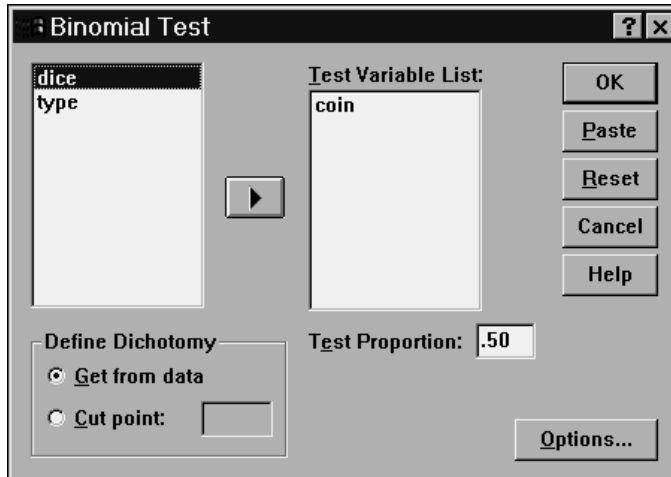 Binomial Test
? ×
dice
type
Test Variable List:
coin
OK
Paste
Reset
Cancel
Help
Define Dichotomy
Get from data
Cut point:
Test Proportion: .50
Options...